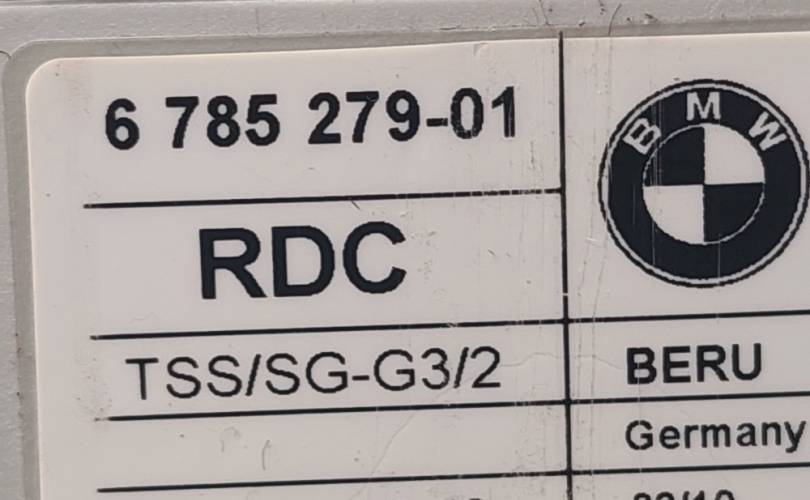 6 785 279-01
BMW
RDC
TSS/SG-G3/2
BERU
Germany